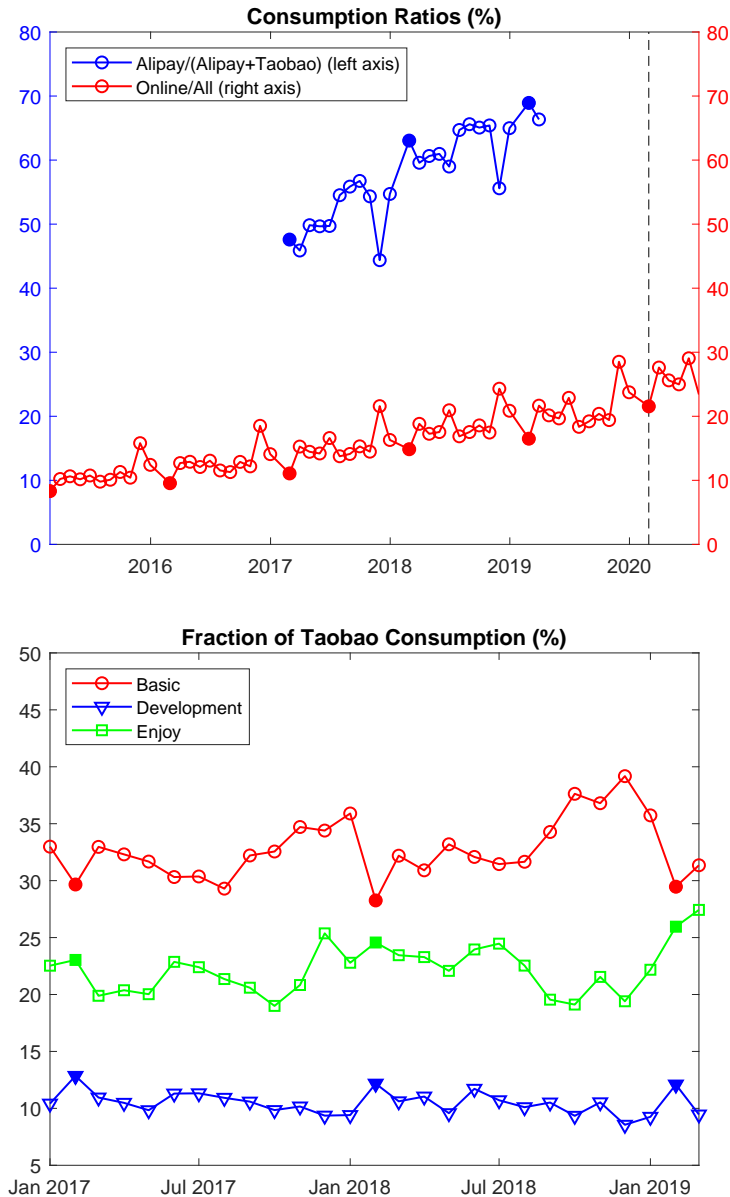 Consumption Ratios (%)
80 80
Alipay/(Alipay+Taobao) (left axis)
Online/All (right axis)
70 70
60 60
50 50
40 40
30 30
20 20
10 10
0 0
2016 2017 2018 2019 2020
Fraction of Taobao Consumption (%)
50
Basic
Development
Enjoy
45
40
35
30
25
20
15
10
5
Jan 2017 Jul 2017 Jan 2018 Jul 2018 Jan 2019